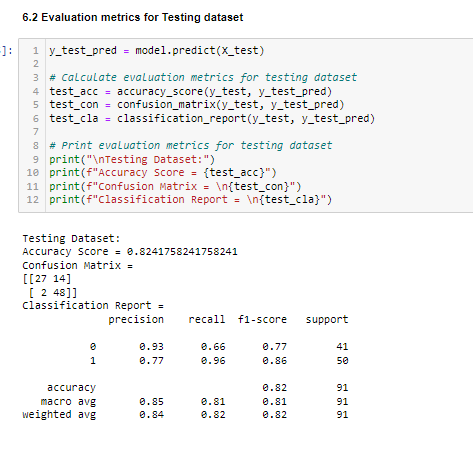 6.2 Evaluation metrics for Testing dataset
]:
1 y_test_pred = model.predict(X_test)
2
3 # Calculate evaluation metrics for testing dataset
4 test_acc = accuracy_score(y_test, y_test_pred)
5 test_con = confusion_matrix(y_test, y_test_pred)
6 test_cla = classification_report(y_test, y_test_pred)
7
8 # Print evaluation metrics for testing dataset
9 print("\nTesting Dataset:")
10 print(f"Accuracy Score = {test_acc}")
11 print(f"Confusion Matrix = \n{test_con}")
12 print(f"Classification Report = \n{test_cla}")
Testing Dataset:
Accuracy Score = 0.8241758241758241
Confusion Matrix =
[[27 14]
[ 2 48]]
Classification Report =
precision recall f1-score support
0 0.93 0.66 0.77 41
1 0.77 0.96 0.86 50
accuracy 0.82 91
macro avg 0.85 0.81 0.81 91
weighted avg 0.84 0.82 0.82 91